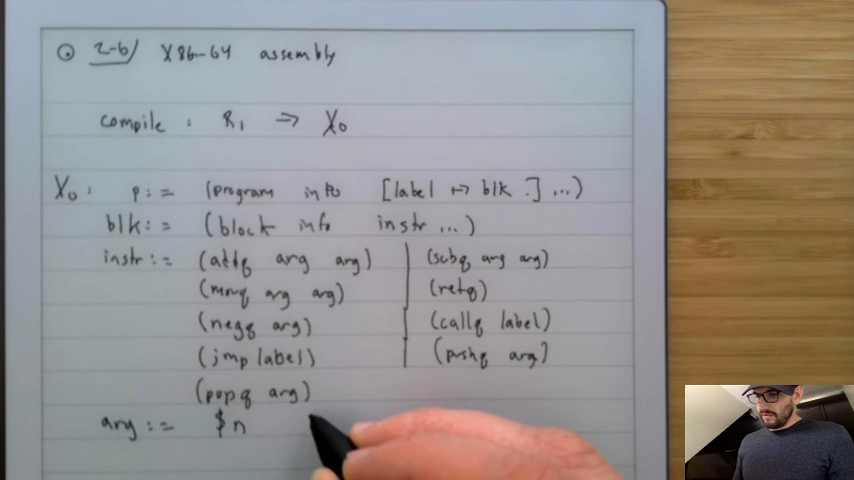 ⊙ 2-6/ X86-64 assembly
compile : R₁ ⇒ X₀
X₀: p:= (program info [label ↦ blk .] ...)
blk:= (block info instr ...)
instr:= (addq arg arg) | (subq arg arg)
(movq arg arg) | (retq)
(negq arg) | (callq label)
(jmp label) | (pushq arg)
(popq arg)
arg:= $n